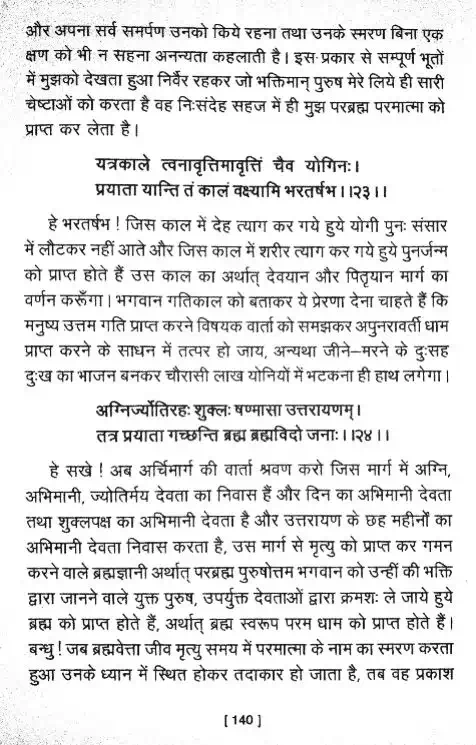 और अपना सर्व समर्पण उनको किये रहना तथा उनके स्मरण बिना एक
क्षण को भी न सहना अनन्यता कहलाती है। इस प्रकार से सम्पूर्ण भूतों
में मुझको देखता हुआ निर्वैर रहकर जो भक्तिमान् पुरुष मेरे लिये ही सारी
चेष्टाओं को करता है वह निःसंदेह सहज में ही मुझ परब्रह्म परमात्मा को
प्राप्त कर लेता है।
यत्रकाले त्वनावृत्तिमावृत्तिं चैव योगिनः।
प्रयाता यान्ति तं कालं वक्ष्यामि भरतर्षभ।।२३।।
हे भरतर्षभ ! जिस काल में देह त्याग कर गये हुये योगी पुनः संसार
में लौटकर नहीं आते और जिस काल में शरीर त्याग कर गये हुये पुनर्जन्म
को प्राप्त होते हैं उस काल का अर्थात् देवयान और पितृयान मार्ग का
वर्णन करूँगा। भगवान गतिकाल को बताकर ये प्रेरणा देना चाहते हैं कि
मनुष्य उत्तम गति प्राप्त करने विषयक वार्ता को समझकर अपुनरावर्ती धाम
प्राप्त करने के साधन में तत्पर हो जाय, अन्यथा जीने–मरने के दुःसह
दुःख का भाजन बनकर चौरासी लाख योनियों में भटकना ही हाथ लगेगा।
अग्निर्ज्योतिरहः शुक्लः षण्मासा उत्तरायणम्।
तत्र प्रयाता गच्छन्ति ब्रह्म ब्रह्मविदो जनाः।।२४।।
हे सखे ! अब अर्चिमार्ग की वार्ता श्रवण करो जिस मार्ग में अग्नि,
अभिमानी, ज्योतिर्मय देवता का निवास हैं और दिन का अभिमानी देवता
तथा शुक्लपक्ष का अभिमानी देवता है और उत्तरायण के छह महीनों का
अभिमानी देवता निवास करता है, उस मार्ग से मृत्यु को प्राप्त कर गमन
करने वाले ब्रह्मज्ञानी अर्थात् परब्रह्म पुरुषोत्तम भगवान को उन्हीं की भक्ति
द्वारा जानने वाले युक्त पुरुष, उपर्युक्त देवताओं द्वारा क्रमशः ले जाये हुये
ब्रह्म को प्राप्त होते हैं, अर्थात् ब्रह्म स्वरूप परम धाम को प्राप्त होते हैं।
बन्धु ! जब ब्रह्मवेत्ता जीव मृत्यु समय में परमात्मा के नाम का स्मरण करता
हुआ उनके ध्यान में स्थित होकर तदाकार हो जाता है, तब वह प्रकाश
[ 140 ]